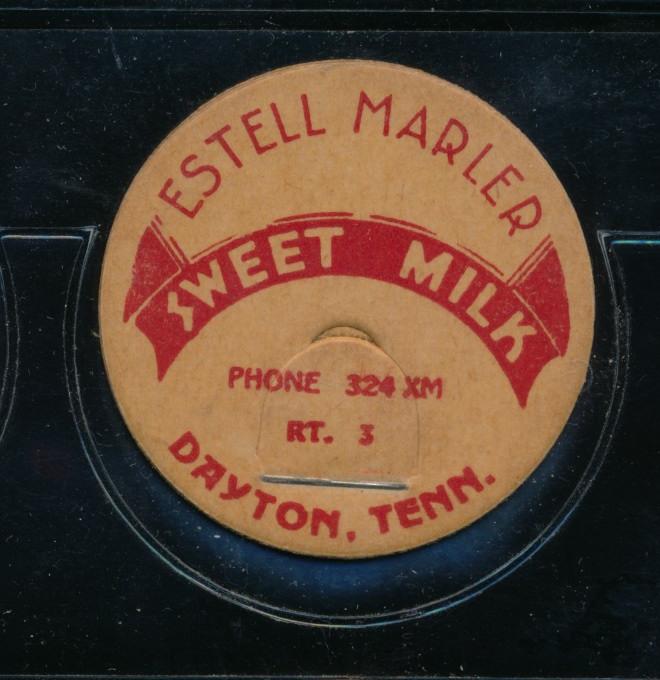 ESTELL MARLER
SWEET MILK
PHONE 324 XM
RT. 3
DAYTON, TENN.